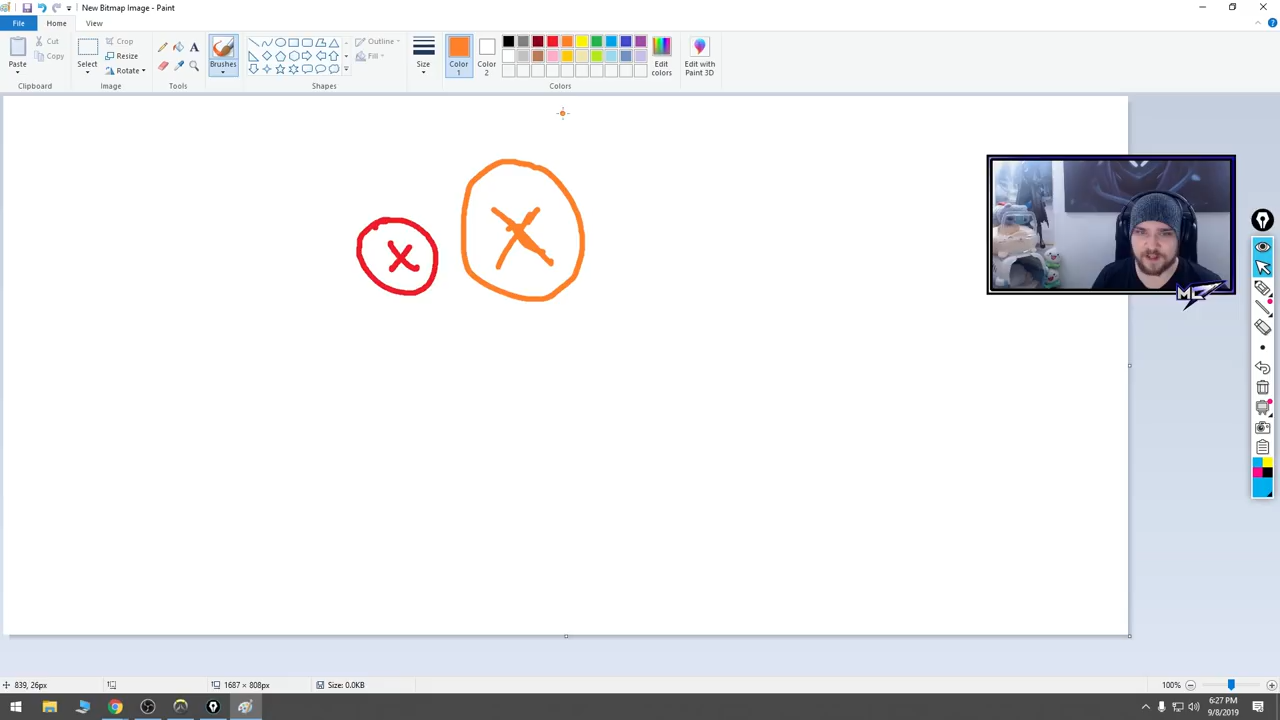 New Bitmap Image - Paint
File Home View
Paste
Cut
Copy
Clipboard
Select
Crop
Resize
Rotate
Image
A
Tools
Brushes
Outline
Fill
Shapes
Size
Color 1
Color 2
Edit colors
Edit with Paint 3D
Colors
X X
839, 26px
1687 × 808px
Size: 0.0KB
100%
6:27 PM
9/8/2019